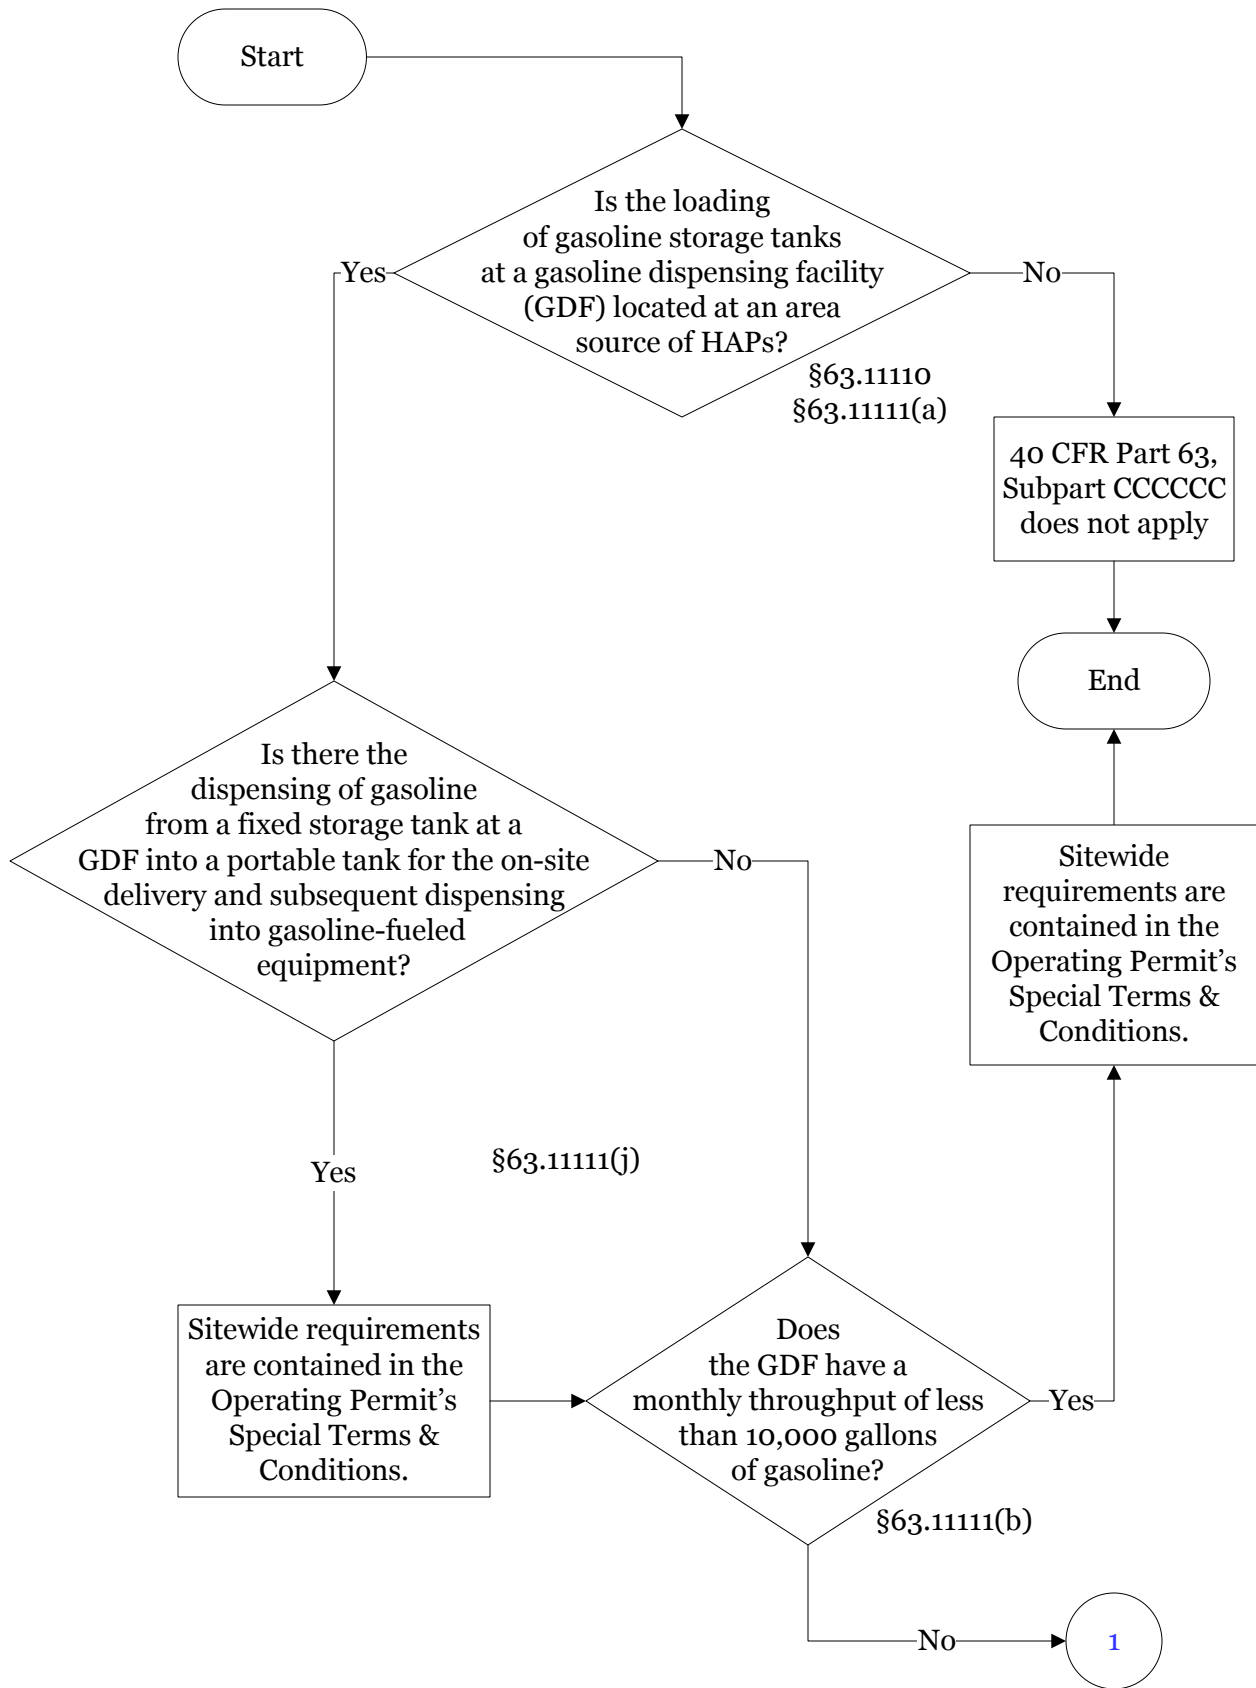 Start
Is the loading
of gasoline storage tanks
at a gasoline dispensing facility
(GDF) located at an area
source of HAPs?
Yes
No
§63.11110
§63.11111(a)
40 CFR Part 63,
Subpart CCCCCC
does not apply
End
Is there the
dispensing of gasoline
from a fixed storage tank at a
GDF into a portable tank for the on-site
delivery and subsequent dispensing
into gasoline-fueled
equipment?
No
Sitewide
requirements are
contained in the
Operating Permit's
Special Terms &
Conditions.
Yes
§63.11111(j)
Sitewide requirements
are contained in the
Operating Permit's
Special Terms &
Conditions.
Does
the GDF have a
monthly throughput of less
than 10,000 gallons
of gasoline?
Yes
§63.11111(b)
No
1